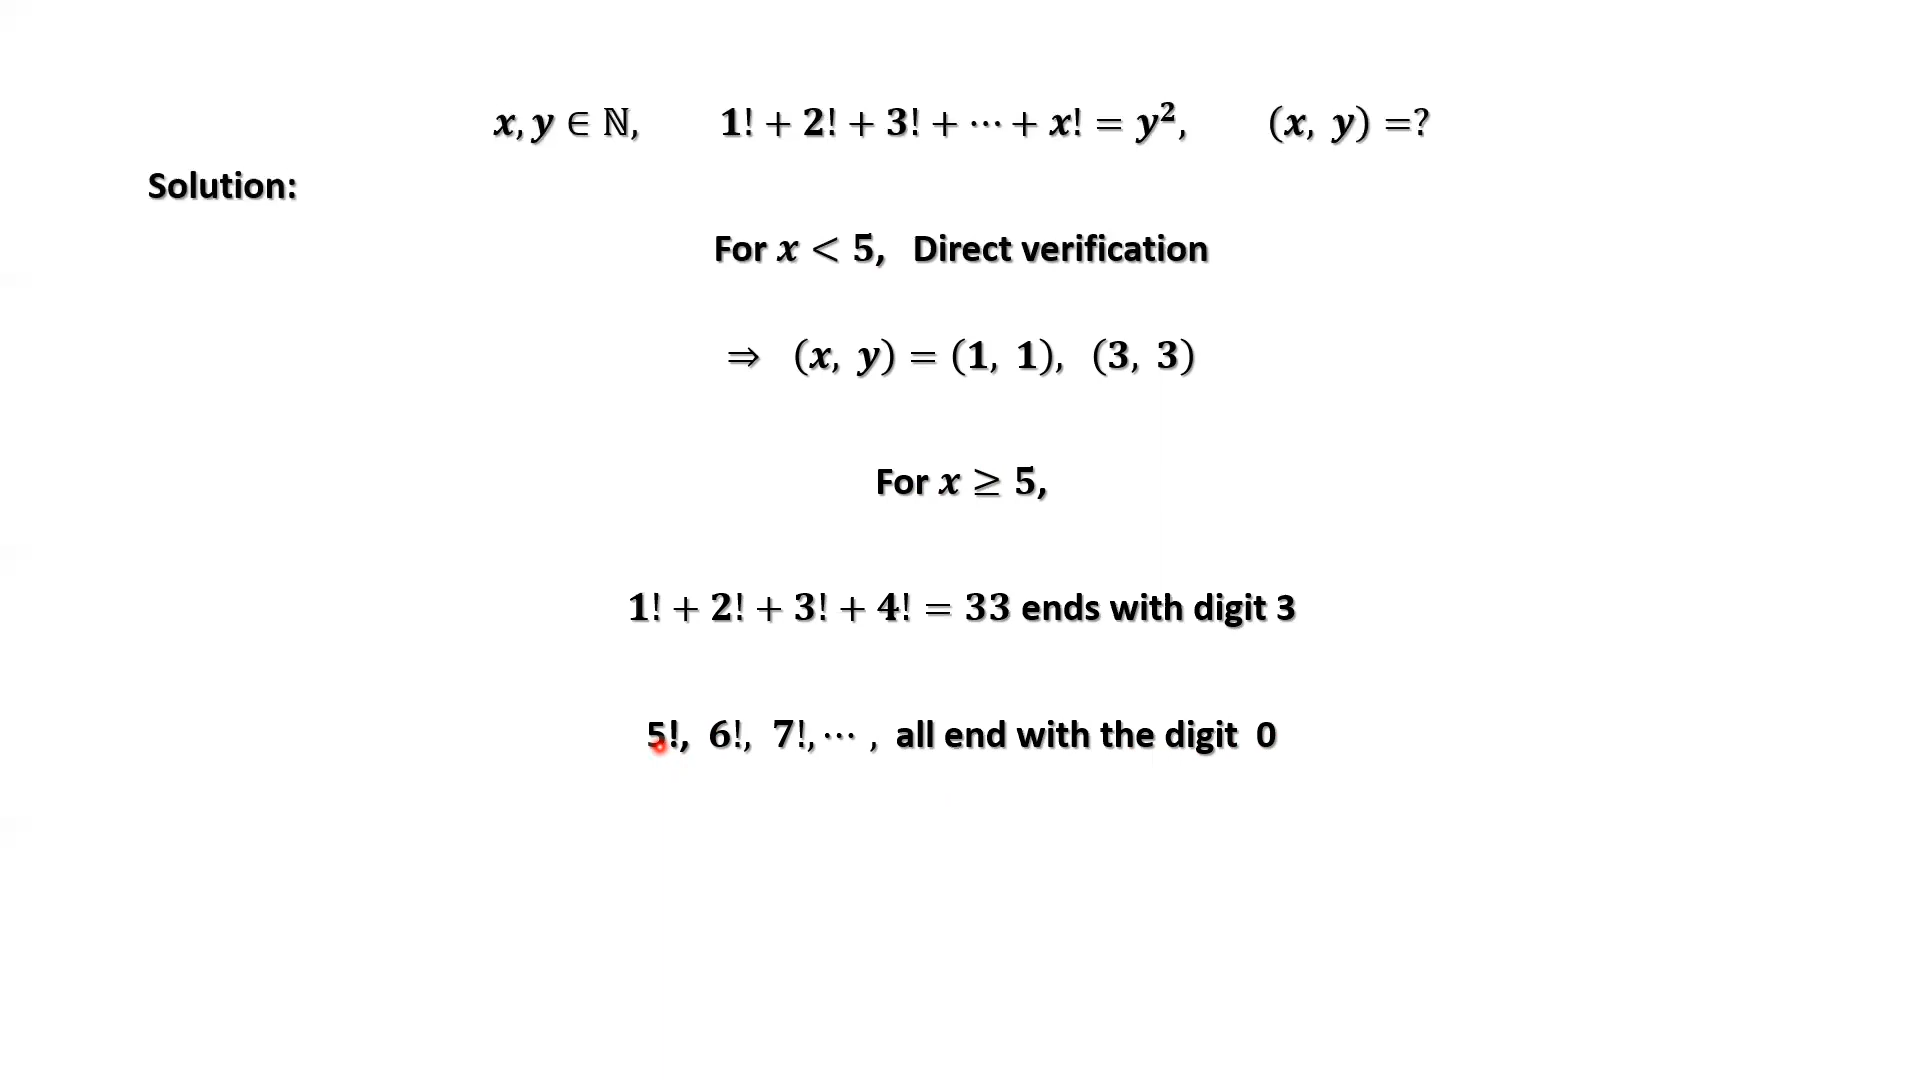 x, y ∈ ℕ, 1! + 2! + 3! + ⋯ + x! = y², (x, y) =?
Solution:
For x < 5, Direct verification
⇒ (x, y) = (1, 1), (3, 3)
For x ≥ 5,
1! + 2! + 3! + 4! = 33 ends with digit 3
5!, 6!, 7!, ⋯ , all end with the digit 0